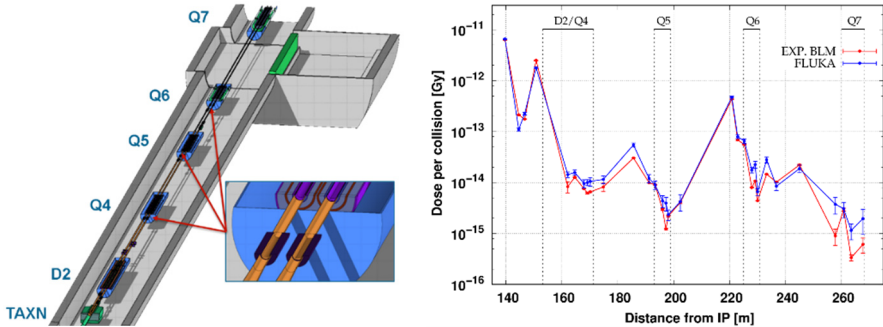 Q7
Q6
Q5
Q4
D2
TAXN
D2/Q4
Q5
Q6
Q7
EXP. BLM
FLUKA
Dose per collision [Gy]
10⁻¹¹
10⁻¹²
10⁻¹³
10⁻¹⁴
10⁻¹⁵
10⁻¹⁶
140 160 180 200 220 240 260
Distance from IP [m]